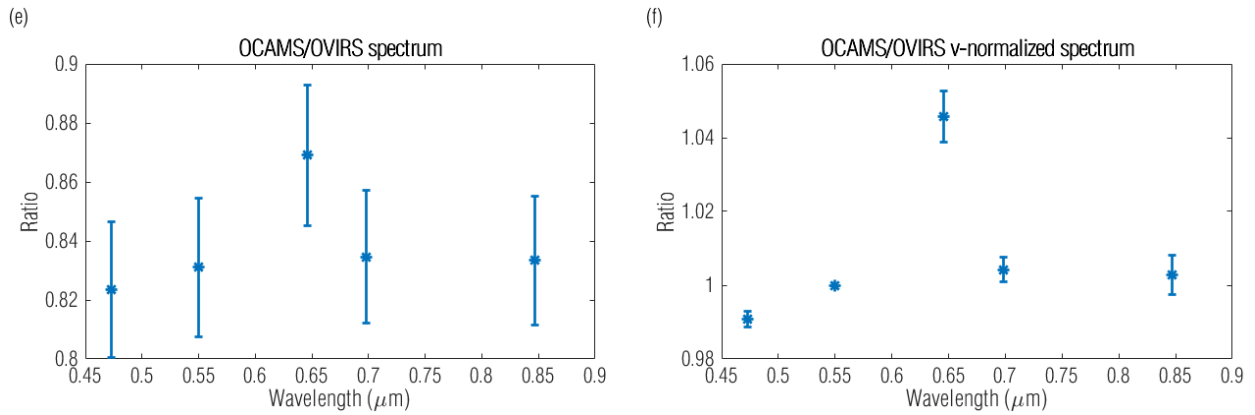 (e)
OCAMS/OVIRS spectrum
0.9
0.88
0.86
0.84
0.82
0.8
Ratio
0.45 0.5 0.55 0.6 0.65 0.7 0.75 0.8 0.85 0.9
Wavelength (μm)
(f)
OCAMS/OVIRS v-normalized spectrum
1.06
1.04
1.02
1
0.98
Ratio
0.45 0.5 0.55 0.6 0.65 0.7 0.75 0.8 0.85 0.9
Wavelength (μm)